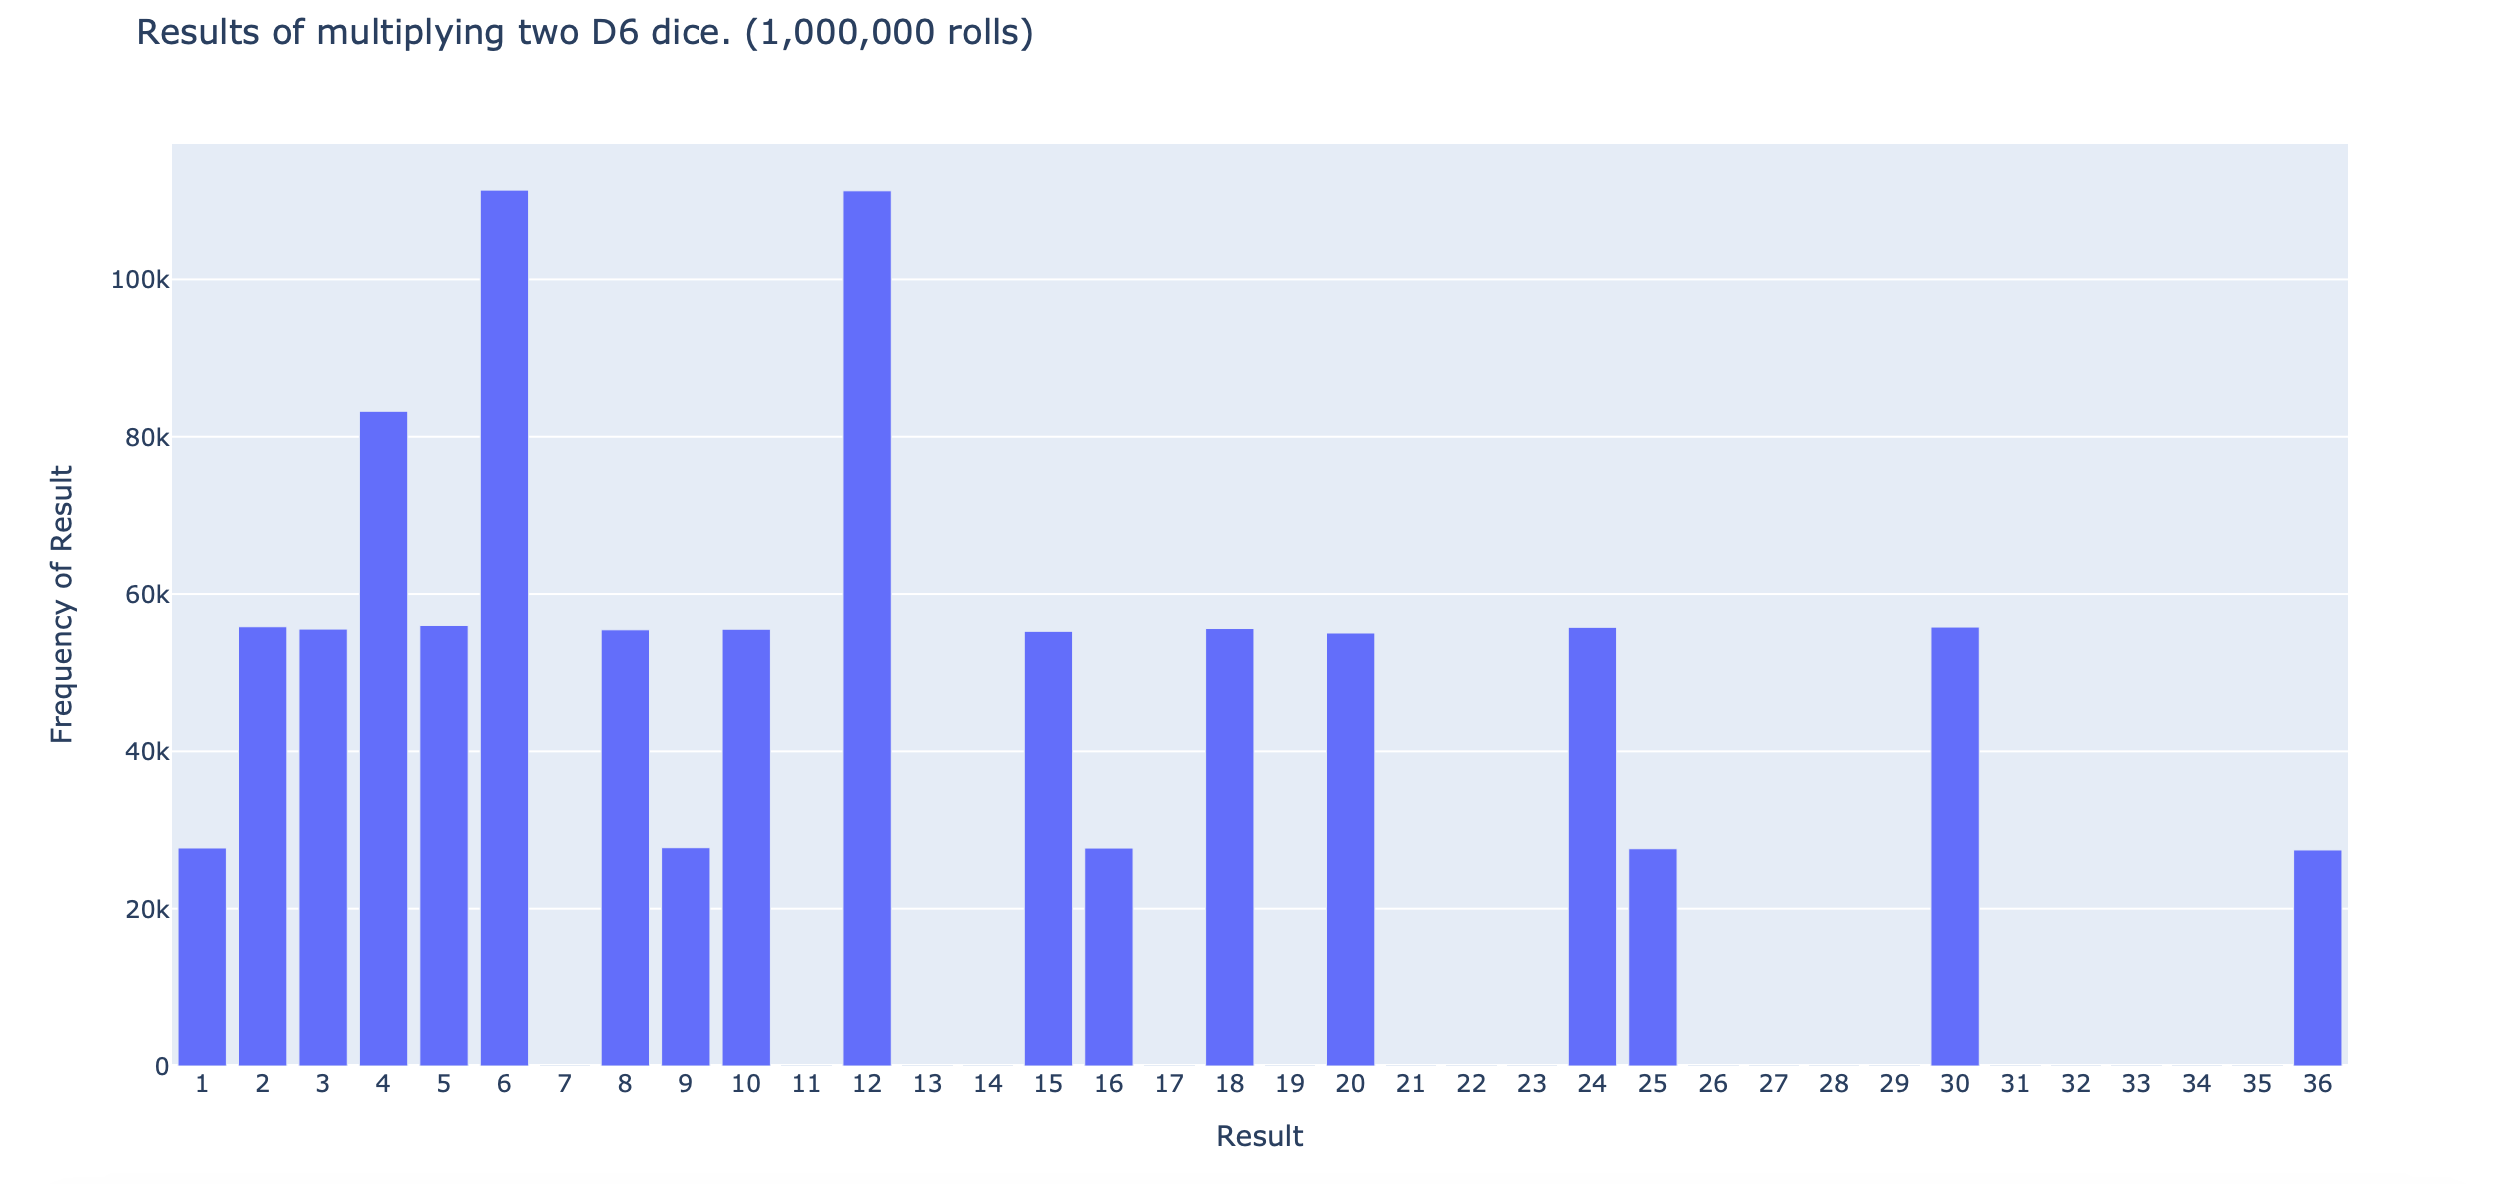 Results of multiplying two D6 dice. (1,000,000 rolls)
Frequency of Result
100k
80k
60k
40k
20k
0
1 2 3 4 5 6 7 8 9 10 11 12 13 14 15 16 17 18 19 20 21 22 23 24 25 26 27 28 29 30 31 32 33 34 35 36
Result